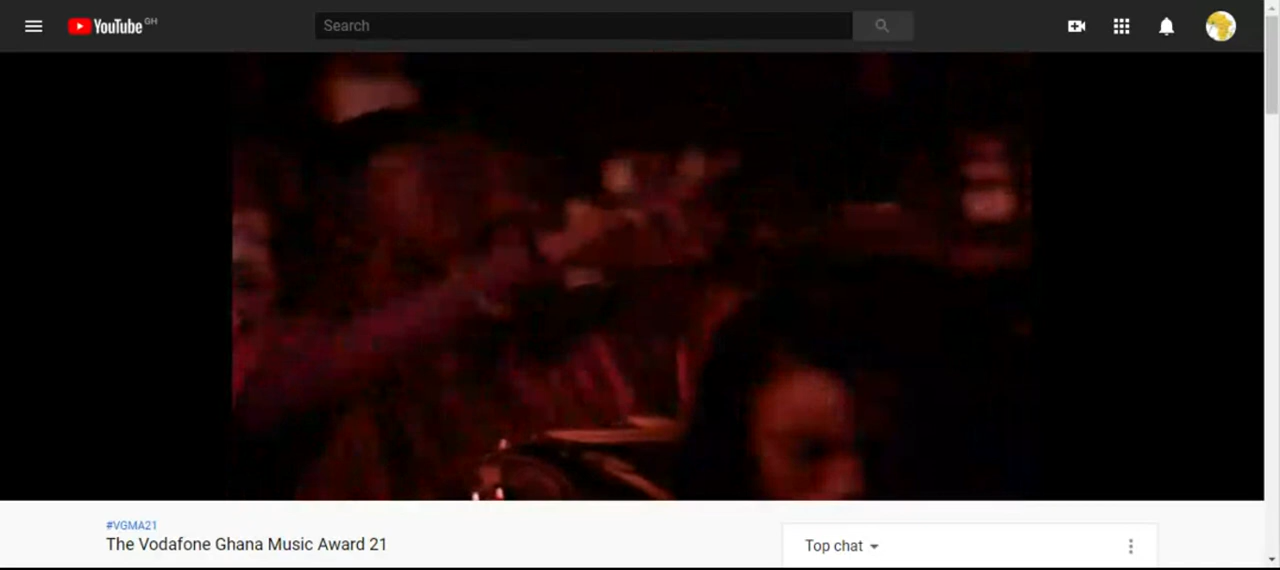 YouTube GH
Search
#VGMA21
The Vodafone Ghana Music Award 21
Top chat